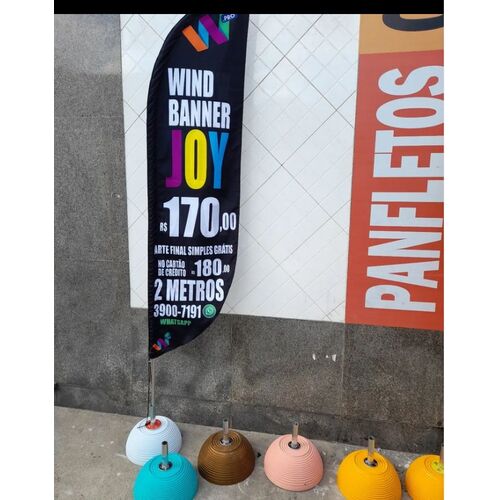 PRO
WIND
BANNER
JOY
R$ 170,00
ARTE FINAL SIMPLES GRÁTIS
NO CARTÃO
DE CRÉDITO R$ 180,00
2 METROS
3900-7191
WHATSAPP
PANFLETOS